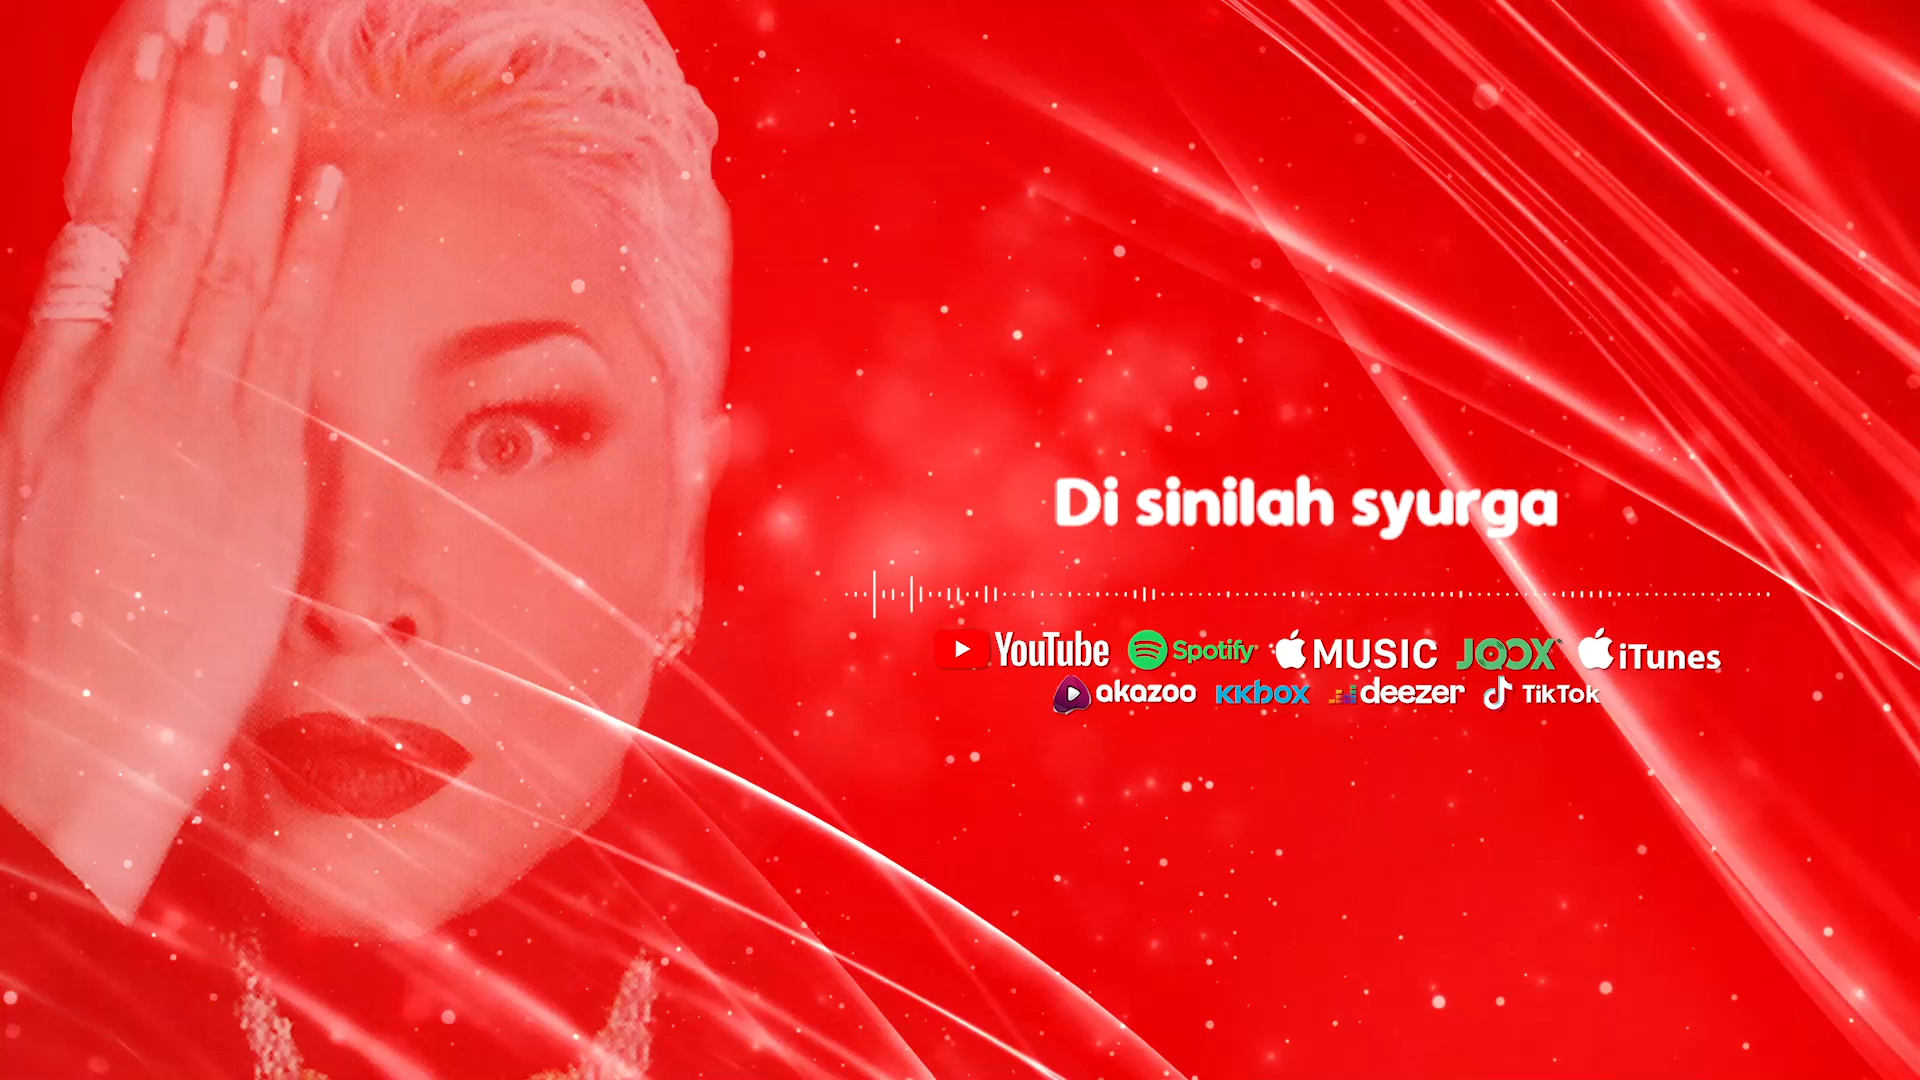 Di sinilah syurga
YouTube Spotify MUSIC JOOX iTunes
akazoo KKBOX deezer TikTok